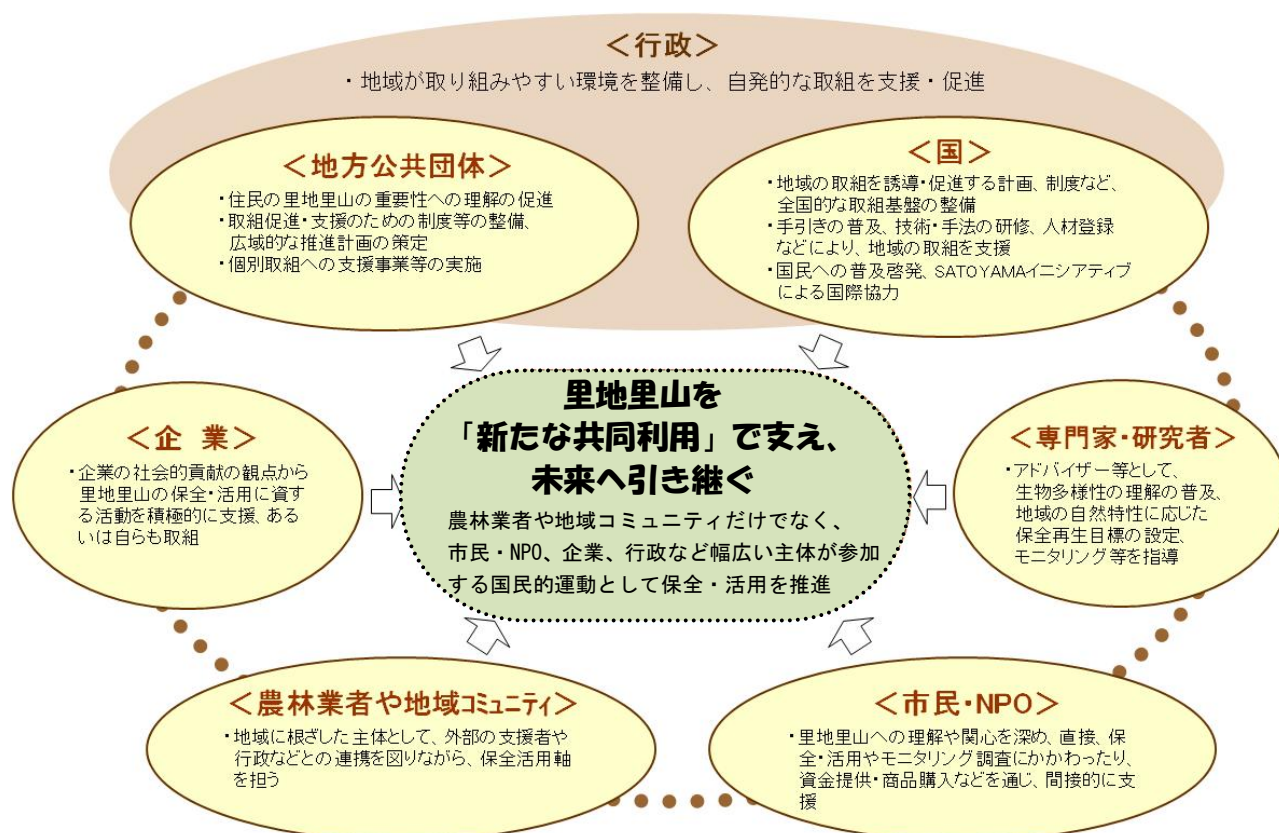 ＜行政＞
・地域が取り組みやすい環境を整備し、自発的な取組を支援・促進
＜地方公共団体＞
・住民の里地里山の重要性への理解の促進
・取組促進・支援のための制度等の整備、
広域的な推進計画の策定
・個別取組への支援事業等の実施
＜国＞
・地域の取組を誘導・促進する計画、制度など、
全国的な取組基盤の整備
・手引きの普及、技術・手法の研修、人材登録
などにより、地域の取組を支援
・国民への普及啓発、SATOYAMAイニシアティブ
による国際協力
＜企　業＞
・企業の社会的貢献の観点から
里地里山の保全・活用に資す
る活動を積極的に支援、ある
いは自らも取組
里地里山を
「新たな共同利用」で支え、
未来へ引き継ぐ
農林業者や地域コミュニティだけでなく、
市民・NPO、企業、行政など幅広い主体が参加
する国民的運動として保全・活用を推進
＜専門家・研究者＞
・アドバイザー等として、
生物多様性の理解の普及、
地域の自然特性に応じた
保全再生目標の設定、
モニタリング等を指導
＜農林業者や地域コミュニティ＞
・地域に根ざした主体として、外部の支援者や
行政などとの連携を図りながら、保全活用軸
を担う
＜市民・NPO＞
・里地里山への理解や関心を深め、直接、保
全・活用やモニタリング調査にかかわったり、
資金提供・商品購入などを通じ、間接的に支
援